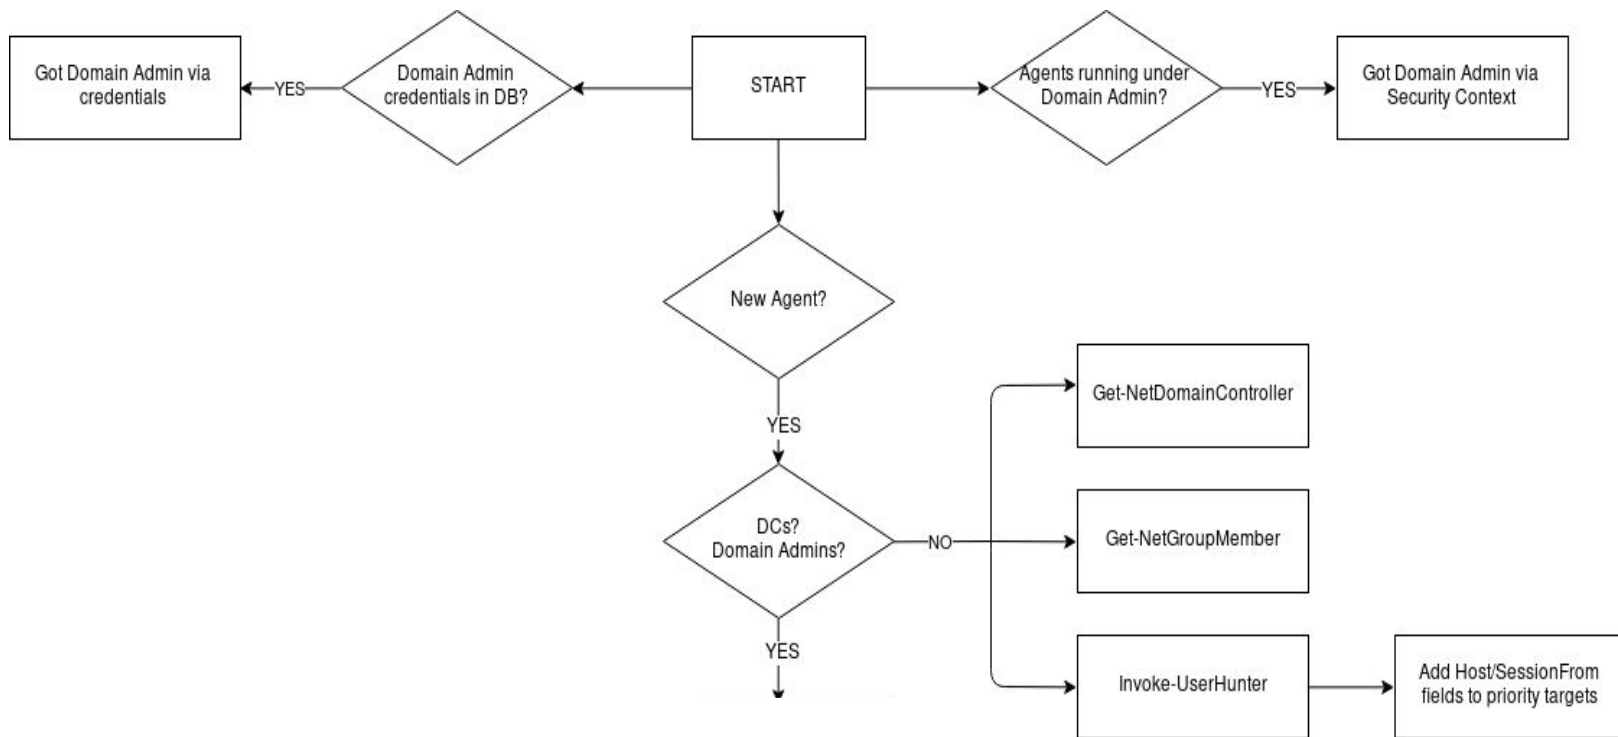 Got Domain Admin via
credentials
YES
Domain Admin
credentials in DB?
START
Agents running under
Domain Admin?
YES
Got Domain Admin via
Security Context
New Agent?
YES
DCs?
Domain Admins?
NO
Get-NetDomainController
Get-NetGroupMember
Invoke-UserHunter
Add Host/SessionFrom
fields to priority targets
YES